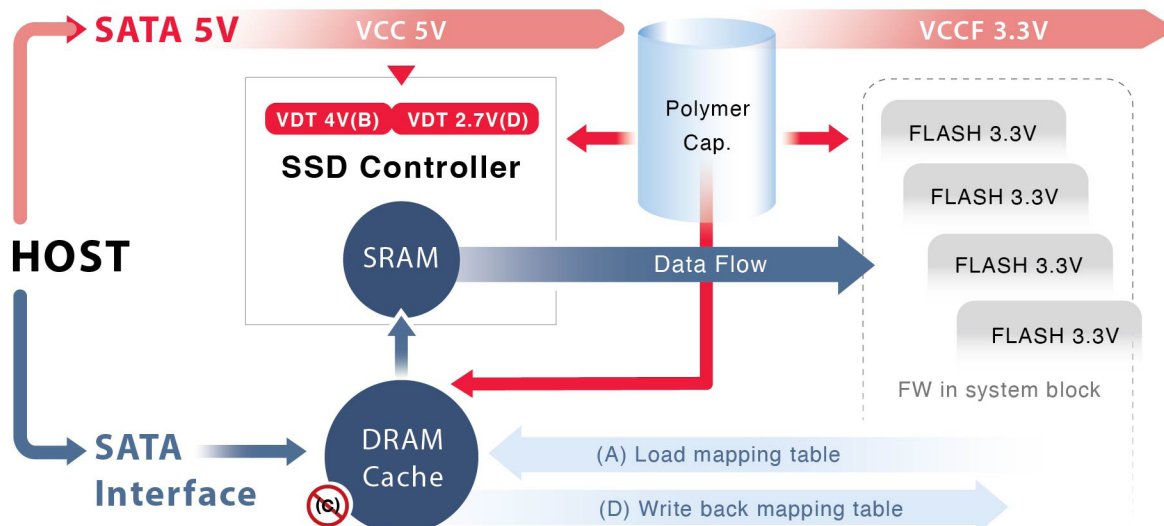 SATA 5V
VCC 5V
VCCF 3.3V
VDT 4V(B)
VDT 2.7V(D)
SSD Controller
Polymer
Cap.
FLASH 3.3V
FLASH 3.3V
FLASH 3.3V
FLASH 3.3V
HOST
SRAM
Data Flow
FW in system block
SATA
Interface
DRAM
Cache
(C)
(A) Load mapping table
(D) Write back mapping table